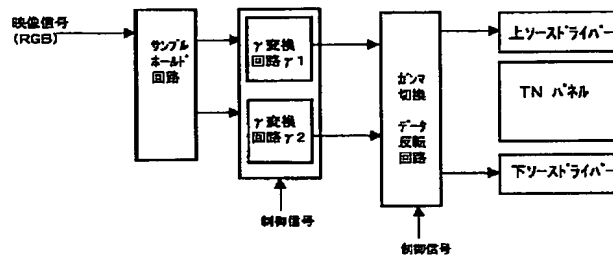 映像信号
(RGB)
サンプル
ホールド
回路
γ変換
回路γ1
γ変換
回路γ2
制御信号
ガンマ
切換
データ
反転
回路
制御信号
上ソースドライバー
TN パネル
下ソースドライバー